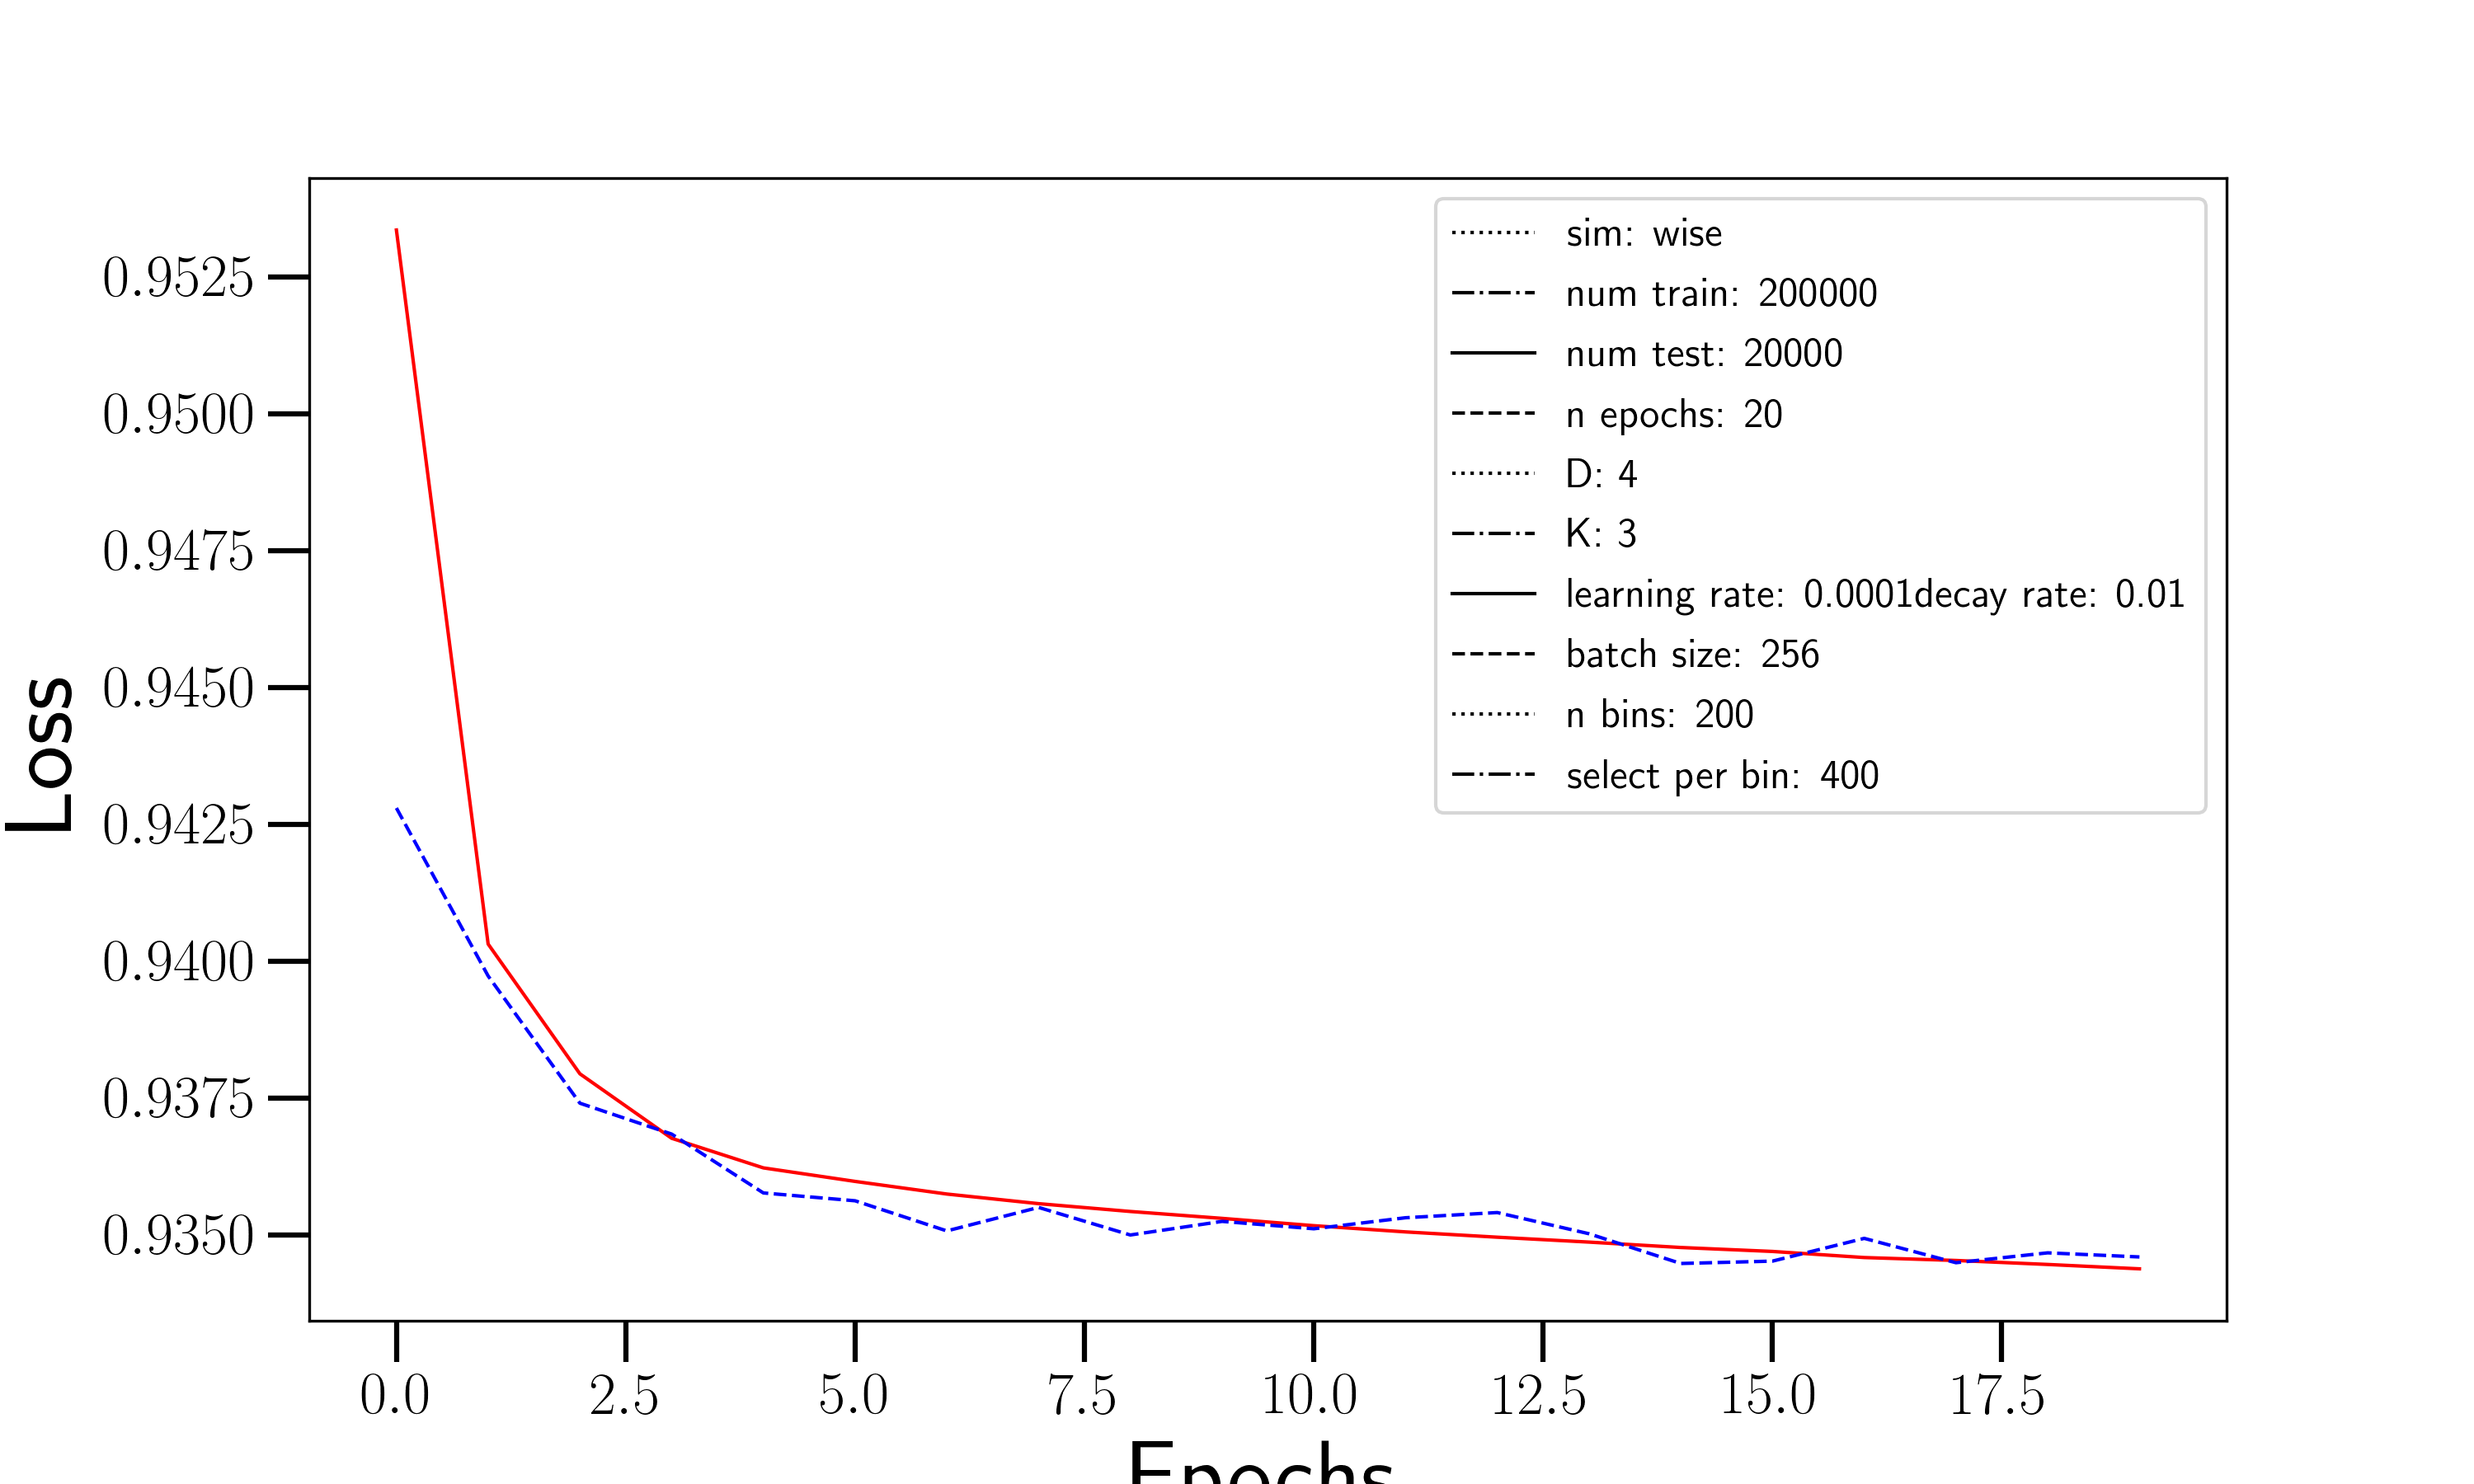 sim: wise
num train: 200000
num test: 20000
n epochs: 20
D: 4
K: 3
learning rate: 0.0001decay rate: 0.01
batch size: 256
n bins: 200
select per bin: 400
0.9525
0.9500
0.9475
0.9450
0.9425
0.9400
0.9375
0.9350
Loss
0.0 2.5 5.0 7.5 10.0 12.5 15.0 17.5
Epochs